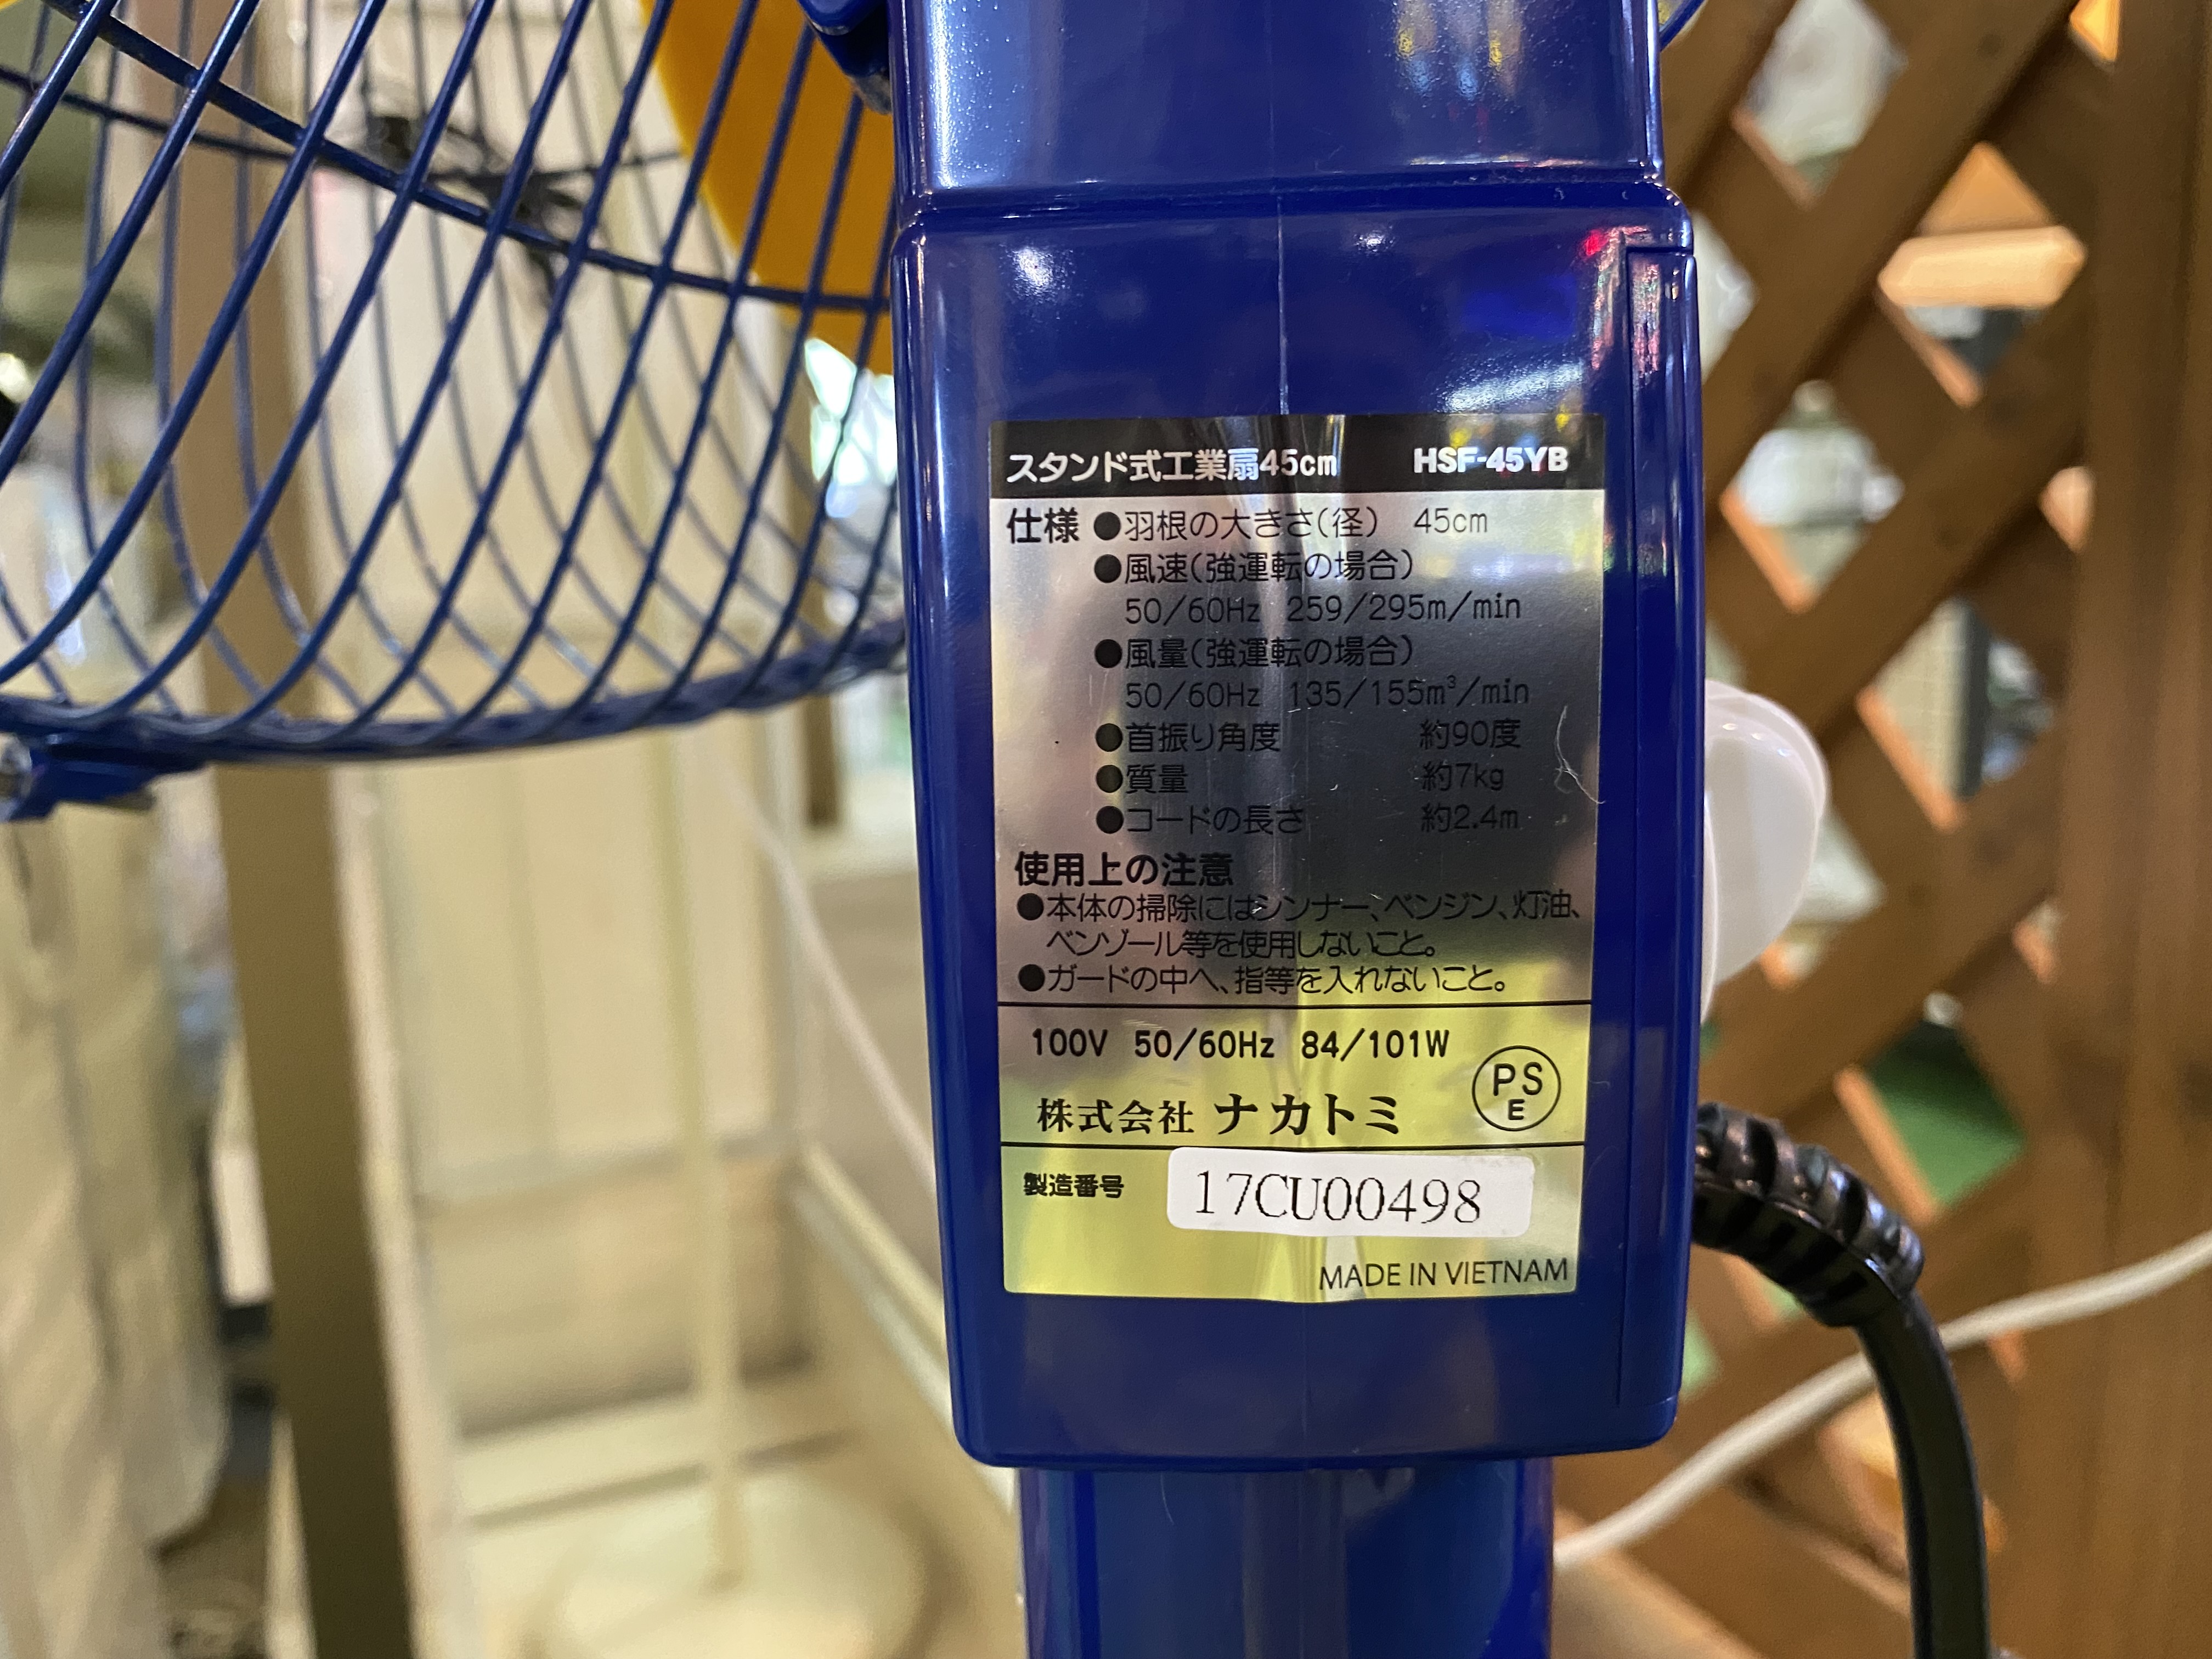 スタンド式工業扇45cm HSF-45YB
仕様 ●羽根の大きさ(径) 45cm
●風速(強運転の場合)
50/60Hz 259/295m/min
●風量(強運転の場合)
50/60Hz 135/155m³/min
●首振り角度 約90度
●質量 約7kg
●コードの長さ 約2.4m
使用上の注意
●本体の掃除にはシンナー、ベンジン、灯油、
ベンゾール等を使用しないこと。
●ガードの中へ、指等を入れないこと。
100V 50/60Hz 84/101W
PS
E
株式会社 ナカトミ
製造番号 17CU00498
MADE IN VIETNAM